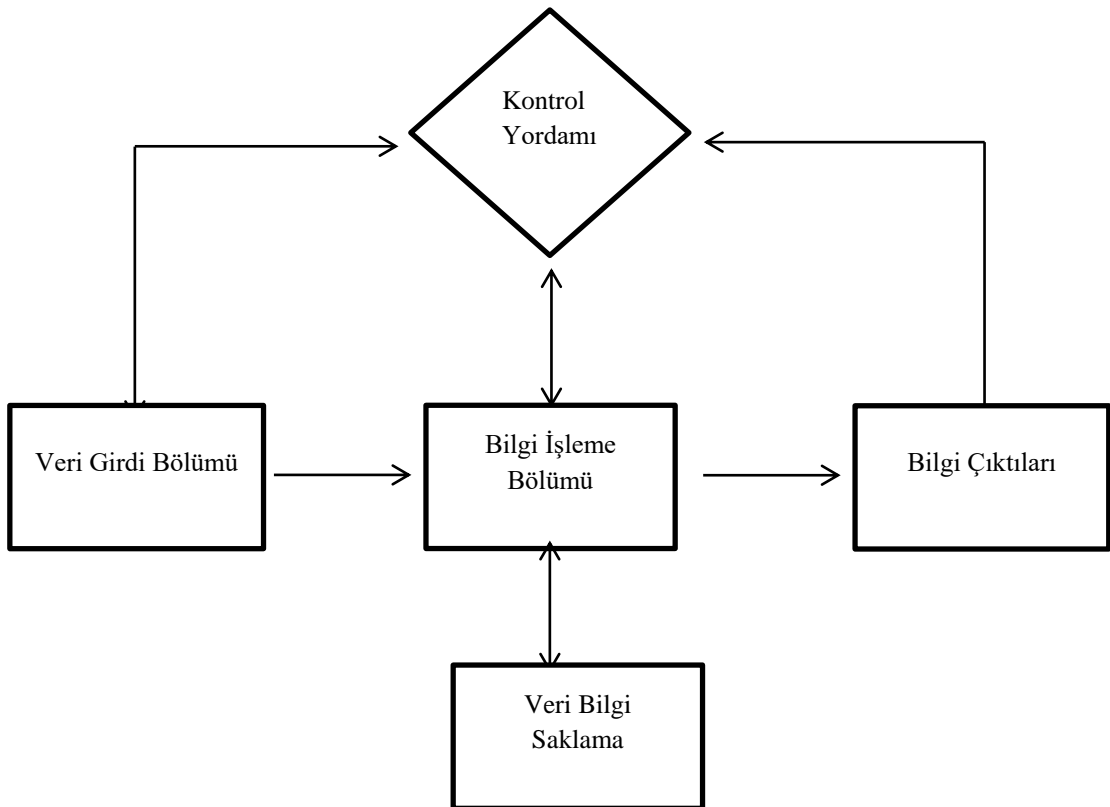 Kontrol
Yordamı
Veri Girdi Bölümü
Bilgi İşleme
Bölümü
Bilgi Çıktıları
Veri Bilgi
Saklama